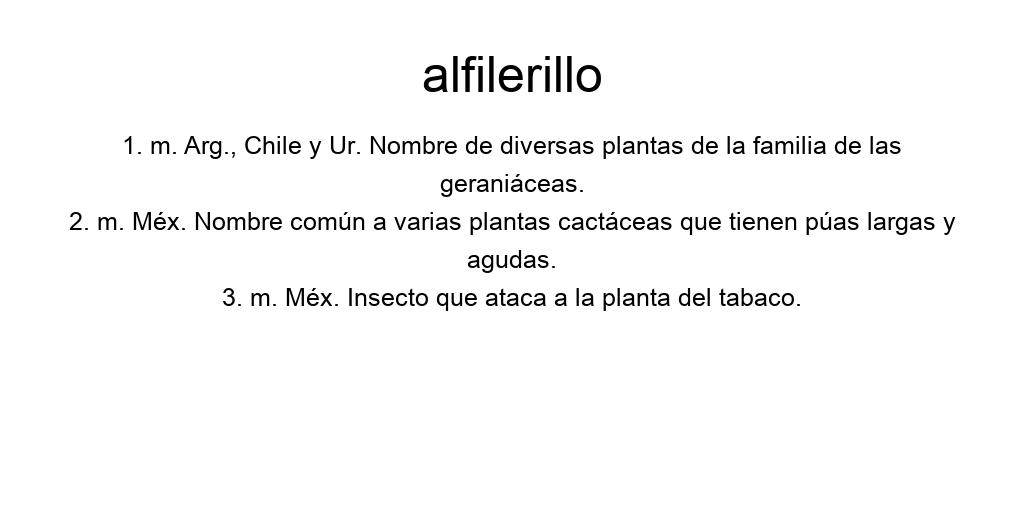 alfilerillo
1. m. Arg., Chile y Ur. Nombre de diversas plantas de la familia de las
geraniáceas.
2. m. Méx. Nombre común a varias plantas cactáceas que tienen púas largas y
agudas.
3. m. Méx. Insecto que ataca a la planta del tabaco.